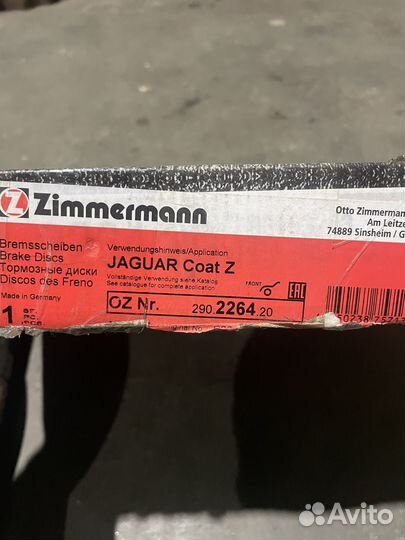 Zimmermann
Otto Zimmerman
Am Leitze
74889 Sinsheim / G
Bremsscheiben
Brake Discs
Тормозные диски
Discos des Freno
Made in Germany
Verwendungshinweis/Application
JAGUAR Coat Z
Vollständige Verwendung siehe Katalog
See catalogue for complete application
FRONT
EAC
1
OZ Nr. 290.2264.20
Avito